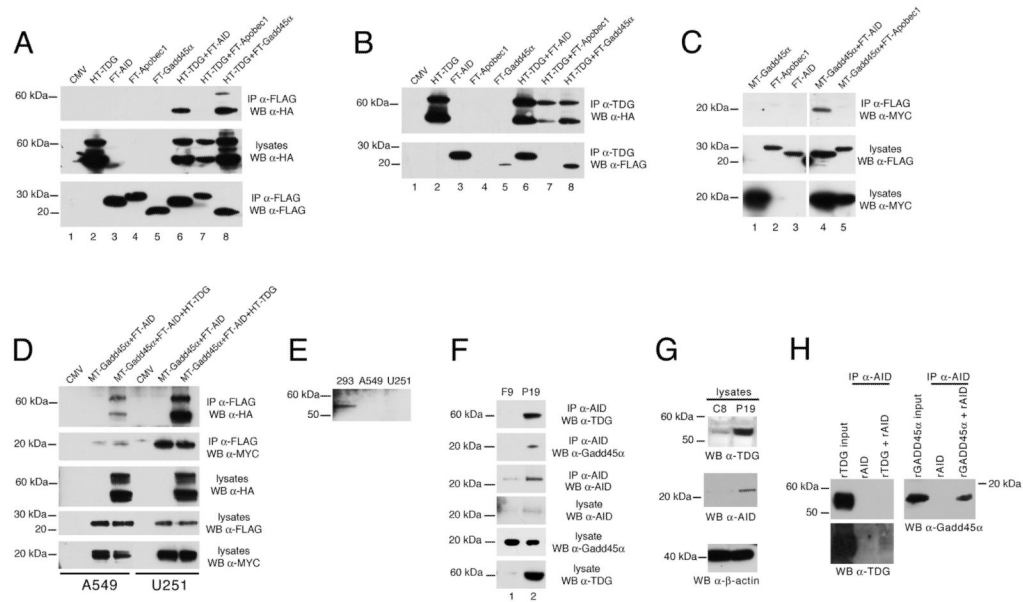 A
CMV
HT-TDG
FT-AID
FT-Apobec1
FT-Gadd45α
HT-TDG+FT-AID
HT-TDG+FT-Apobec1
HT-TDG+FT-Gadd45α
60 kDa
IP α-FLAG
WB α-HA
60 kDa
lysates
WB α-HA
30 kDa
20
IP α-FLAG
WB α-FLAG
1 2 3 4 5 6 7 8
B
CMV
HT-TDG
FT-AID
FT-Apobec1
FT-Gadd45α
HT-TDG+FT-AID
HT-TDG+FT-Apobec1
HT-TDG+FT-Gadd45α
60 kDa
IP α-TDG
WB α-HA
30 kDa
20
IP α-TDG
WB α-FLAG
1 2 3 4 5 6 7 8
C
MT-Gadd45α
FT-Apobec1
FT-AID
MT-Gadd45α+FT-AID
MT-Gadd45α+FT-Apobec1
20 kDa
IP α-FLAG
WB α-MYC
30 kDa
20
lysates
WB α-FLAG
20 kDa
lysates
WB α-MYC
1 2 3 4 5
D
CMV
MT-Gadd45α+FT-AID
MT-Gadd45α+FT-AID+HT-TDG
CMV
MT-Gadd45α+FT-AID
MT-Gadd45α+FT-AID+HT-TDG
60 kDa
IP α-FLAG
WB α-HA
20 kDa
IP α-FLAG
WB α-MYC
60 kDa
lysates
WB α-HA
30 kDa
20
lysates
WB α-FLAG
20 kDa
lysates
WB α-MYC
A549 U251
E
293 A549 U251
60 kDa
50
F
F9 P19
60 kDa
IP α-AID
WB α-TDG
20 kDa
IP α-AID
WB α-Gadd45α
20 kDa
IP α-AID
WB α-AID
20 kDa
lysate
WB α-AID
20 kDa
lysate
WB α-Gadd45α
60 kDa
lysate
WB α-TDG
1 2
G
lysates
C8 P19
60 kDa
50
WB α-TDG
20 kDa
WB α-AID
40 kDa
WB α-β-actin
H
IP α-AID IP α-AID
rTDG input
rAID
rTDG + rAID
rGADD45α input
rAID
rGADD45α + rAID
60 kDa
50
20 kDa
WB α-Gadd45α
WB α-TDG